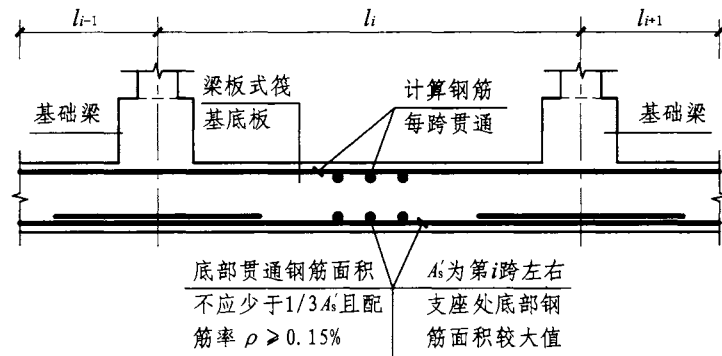 lᵢ₋₁
lᵢ
lᵢ₊₁
基础梁
梁板式筏
基底板
计算钢筋
每跨贯通
基础梁
底部贯通钢筋面积
不应少于1/3A′s且配
筋率 ρ⩾0.15%
A′s为第i跨左右
支座处底部钢
筋面积较大值